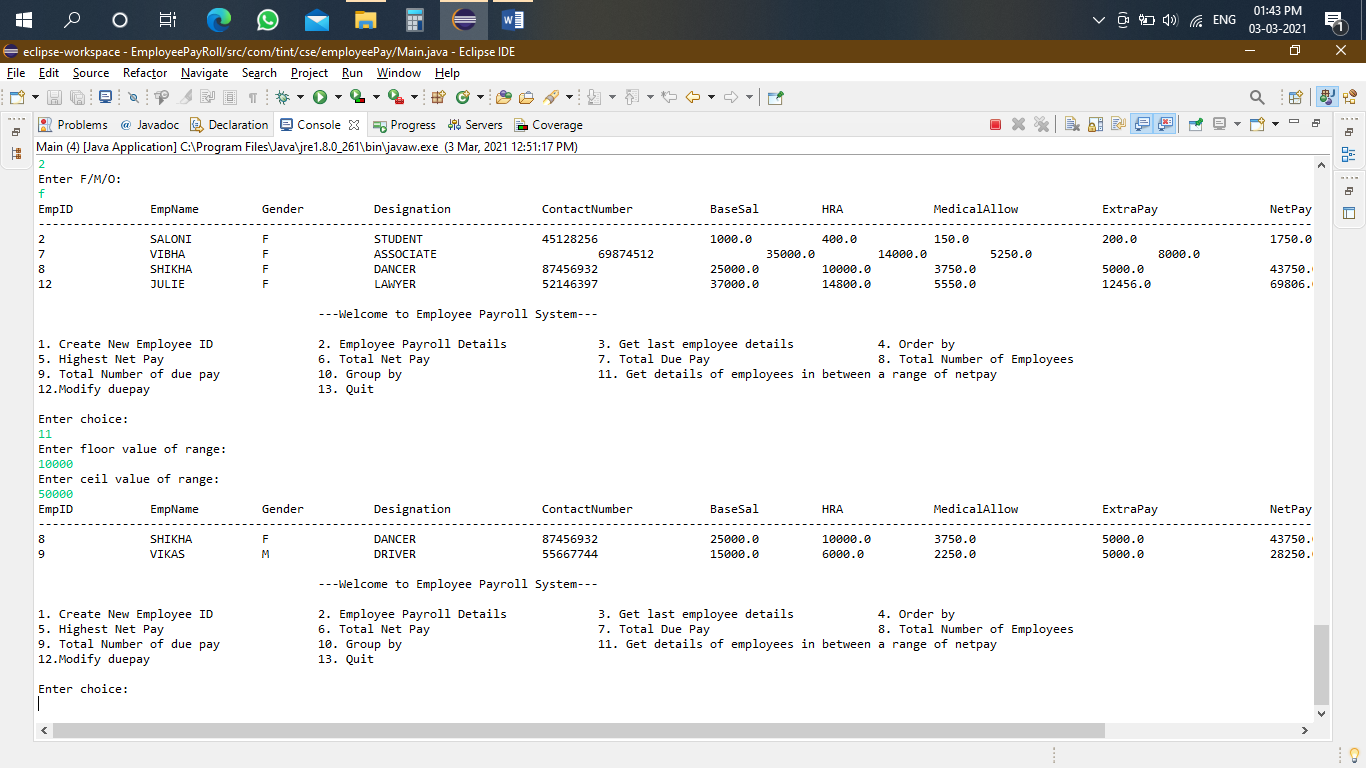 01:43 PM
ENG
03-03-2021
1
eclipse-workspace - EmployeePayRoll/src/com/tint/cse/employeePay/Main.java - Eclipse IDE
File Edit Source Refactor Navigate Search Project Run Window Help
Problems @ Javadoc Declaration Console Progress Servers Coverage
Main (4) [Java Application] C:\Program Files\Java\jre1.8.0_261\bin\javaw.exe (3 Mar, 2021 12:51:17 PM)
2
Enter F/M/O:
f
EmpID EmpName Gender Designation ContactNumber BaseSal HRA MedicalAllow ExtraPay NetPay
2 SALONI F STUDENT 45128256 1000.0 400.0 150.0 200.0 1750.0
7 VIBHA F ASSOCIATE 69874512 35000.0 14000.0 5250.0 8000.0
8 SHIKHA F DANCER 87456932 25000.0 10000.0 3750.0 5000.0 43750.
12 JULIE F LAWYER 52146397 37000.0 14800.0 5550.0 12456.0 69806.
---Welcome to Employee Payroll System---
1. Create New Employee ID 2. Employee Payroll Details 3. Get last employee details 4. Order by
5. Highest Net Pay 6. Total Net Pay 7. Total Due Pay 8. Total Number of Employees
9. Total Number of due pay 10. Group by 11. Get details of employees in between a range of netpay
12.Modify duepay 13. Quit
Enter choice:
11
Enter floor value of range:
10000
Enter ceil value of range:
50000
EmpID EmpName Gender Designation ContactNumber BaseSal HRA MedicalAllow ExtraPay NetPay
8 SHIKHA F DANCER 87456932 25000.0 10000.0 3750.0 5000.0 43750.
9 VIKAS M DRIVER 55667744 15000.0 6000.0 2250.0 5000.0 28250.
---Welcome to Employee Payroll System---
1. Create New Employee ID 2. Employee Payroll Details 3. Get last employee details 4. Order by
5. Highest Net Pay 6. Total Net Pay 7. Total Due Pay 8. Total Number of Employees
9. Total Number of due pay 10. Group by 11. Get details of employees in between a range of netpay
12.Modify duepay 13. Quit
Enter choice: